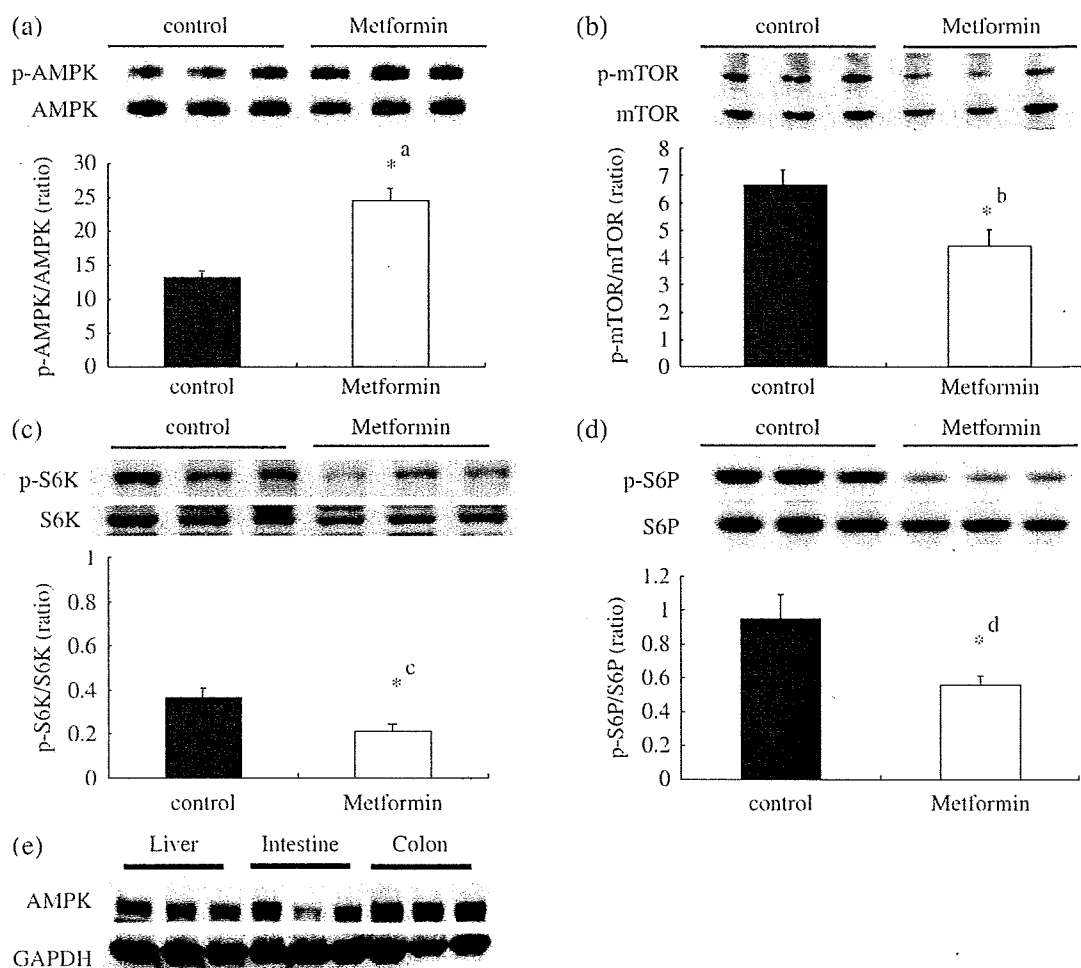 (a)
control Metformin
p-AMPK
AMPK
p-AMPK/AMPK (ratio)
30
25
20
15
10
5
0
* a
control Metformin
(b)
control Metformin
p-mTOR
mTOR
p-mTOR/mTOR (ratio)
8
7
6
5
4
3
2
1
0
* b
control Metformin
(c)
control Metformin
p-S6K
S6K
p-S6K/S6K (ratio)
1
0.8
0.6
0.4
0.2
0
* c
control Metformin
(d)
control Metformin
p-S6P
S6P
p-S6P/S6P (ratio)
1.2
1
0.8
0.6
0.4
0.2
0
* d
control Metformin
(e)
Liver Intestine Colon
AMPK
GAPDH